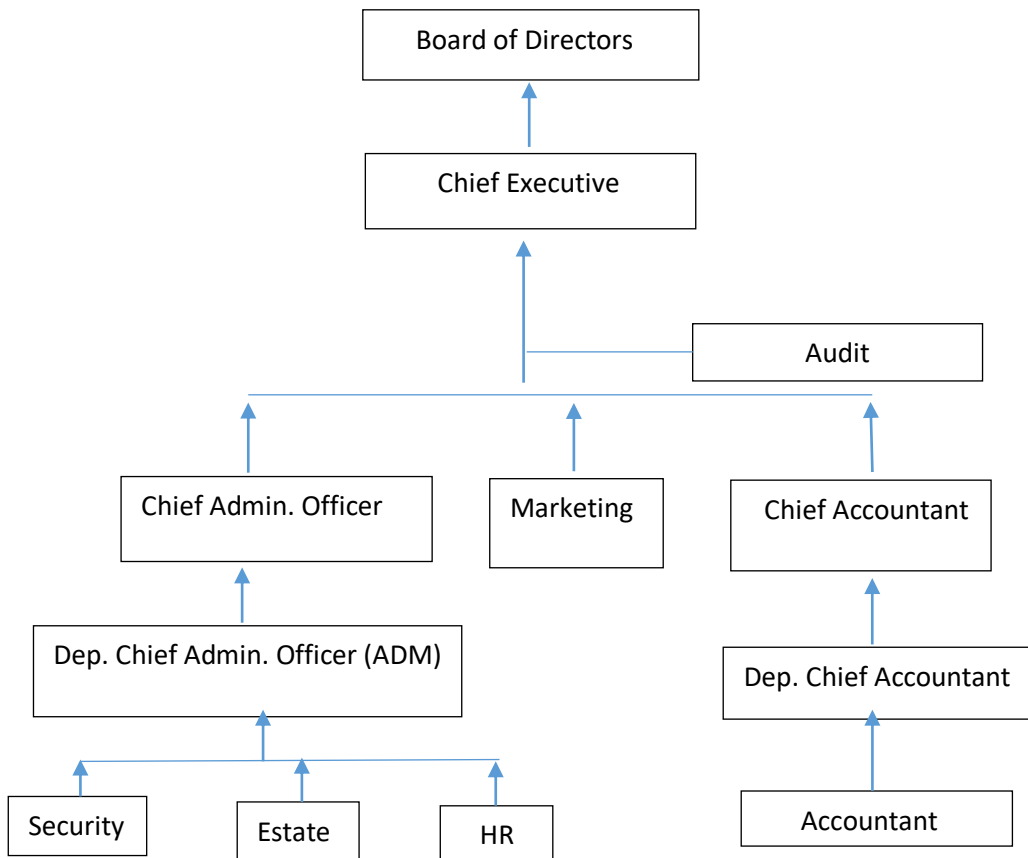 Board of Directors
Chief Executive
Audit
Chief Admin. Officer
Marketing
Chief Accountant
Dep. Chief Admin. Officer (ADM)
Dep. Chief Accountant
Security
Estate
HR
Accountant